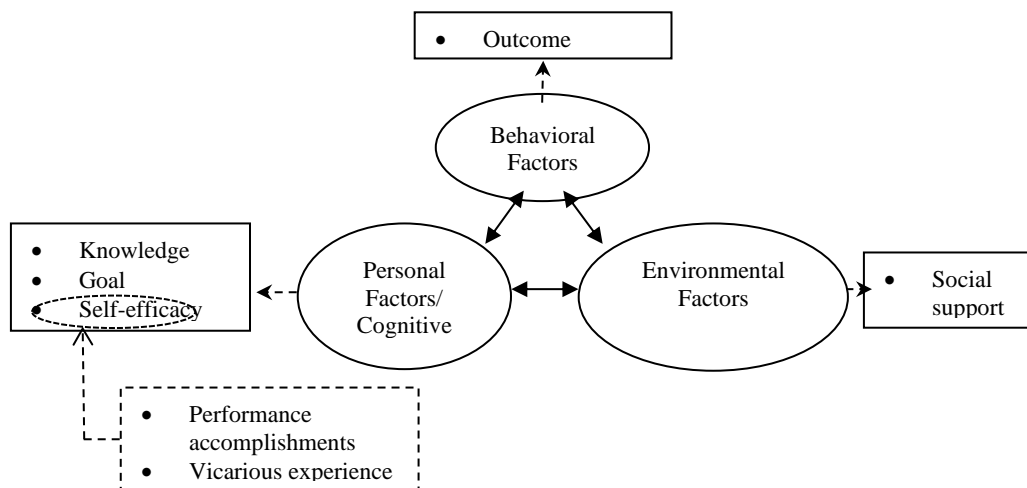 • Outcome
Behavioral
Factors
• Knowledge
• Goal
• Self-efficacy
Personal
Factors/
Cognitive
Environmental
Factors
• Social
support
• Performance
accomplishments
• Vicarious experience